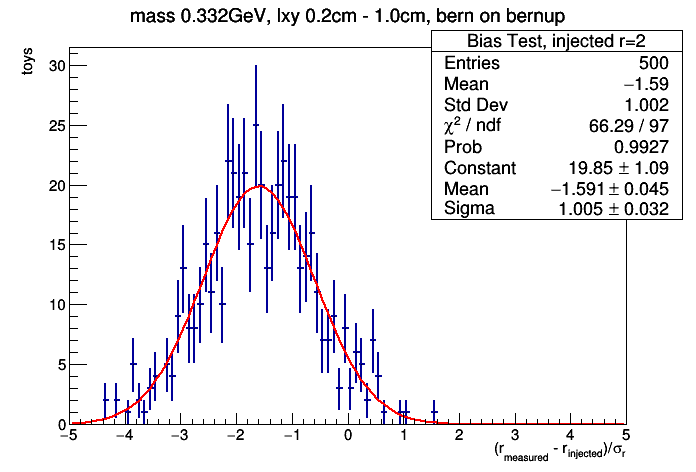 mass 0.332GeV, lxy 0.2cm - 1.0cm, bern on bernup
toys
Bias Test, injected r=2
Entries 500
Mean −1.59
Std Dev 1.002
χ² / ndf 66.29 / 97
Prob 0.9927
Constant 19.85 ± 1.09
Mean −1.591 ± 0.045
Sigma 1.005 ± 0.032
30
25
20
15
10
5
0
−5 −4 −3 −2 −1 0 1 2 3 4 5
(r_measured - r_injected)/σ_r